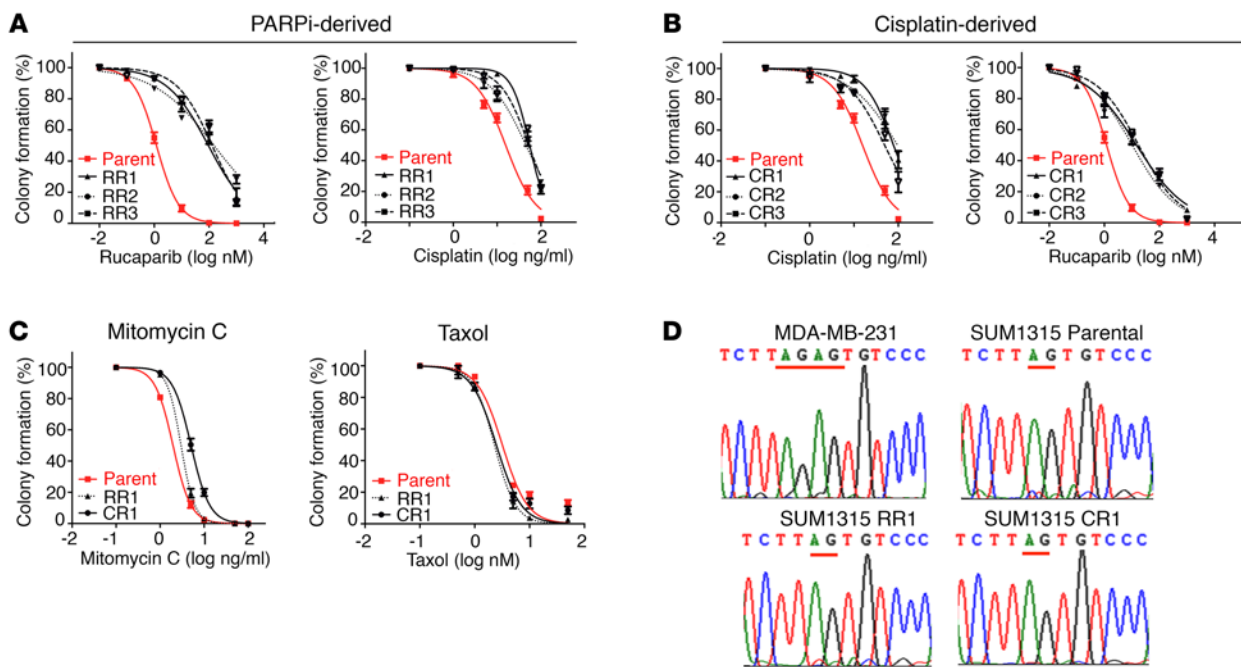 A
PARPi-derived
Colony formation (%)
100
80
60
40
20
0
Parent
RR1
RR2
RR3
-2
0
2
4
Rucaparib (log nM)
Colony formation (%)
100
80
60
40
20
0
Parent
RR1
RR2
RR3
-1
0
1
2
Cisplatin (log ng/ml)
B
Cisplatin-derived
Colony formation (%)
100
80
60
40
20
0
Parent
CR1
CR2
CR3
-1
0
1
2
Cisplatin (log ng/ml)
Colony formation (%)
100
80
60
40
20
0
Parent
CR1
CR2
CR3
-2
0
2
4
Rucaparib (log nM)
C
Mitomycin C
Colony formation (%)
100
80
60
40
20
0
Parent
RR1
CR1
-2
-1
0
1
2
Mitomycin C (log ng/ml)
Taxol
Colony formation (%)
100
80
60
40
20
0
Parent
RR1
CR1
-2
-1
0
1
2
Taxol (log nM)
D
MDA-MB-231
TCTTAGAGTGTCCC
SUM1315 Parental
TCTTAGTGTCCC
SUM1315 RR1
TCTTAGTGTCCC
SUM1315 CR1
TCTTAGTGTCCC